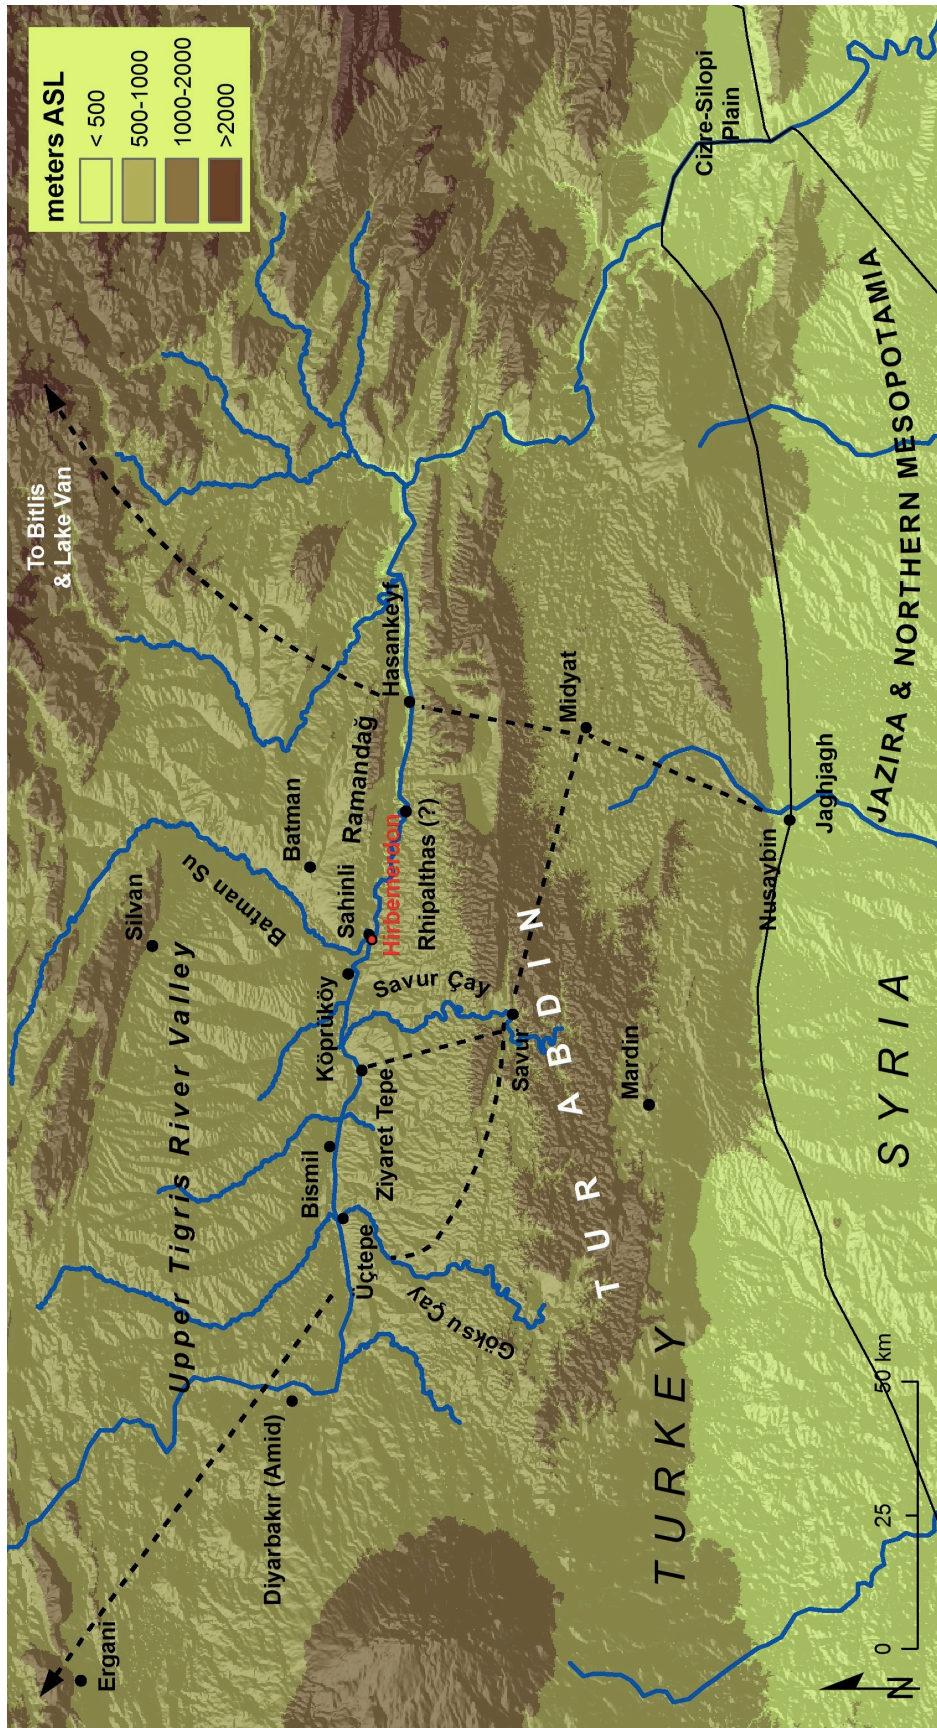 meters ASL
< 500
500-1000
1000-2000
>2000
To Bitlis
& Lake Van
Ergani
Silvan
Upper Tigris River Valley
Batman Su
Diyarbakır (Amid)
Batman
Bismil
Köprüköy
Sahinli
Ramandağ
Hasankeyf
Üçtepe
Ziyaret Tepe
Hirbemerdon
Rhipalthas (?)
Göksu Çay
Savur Çay
Savur
Midyat
TUR ABDIN
Mardin
Cizre-Silopi
Plain
TURKEY
Nusaybin
Jaghjagh
SYRIA
JAZIRA & NORTHERN MESOPOTAMIA
N
0 25 50 km